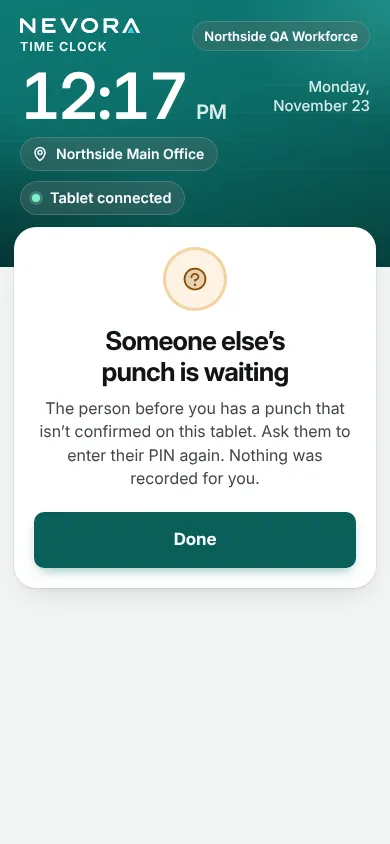 NEVORA
TIME CLOCK
Northside QA Workforce
12:17 PM
Monday,
November 23
Northside Main Office
Tablet connected
?
Someone else’s
punch is waiting
The person before you has a punch that
isn’t confirmed on this tablet. Ask them to
enter their PIN again. Nothing was
recorded for you.
Done